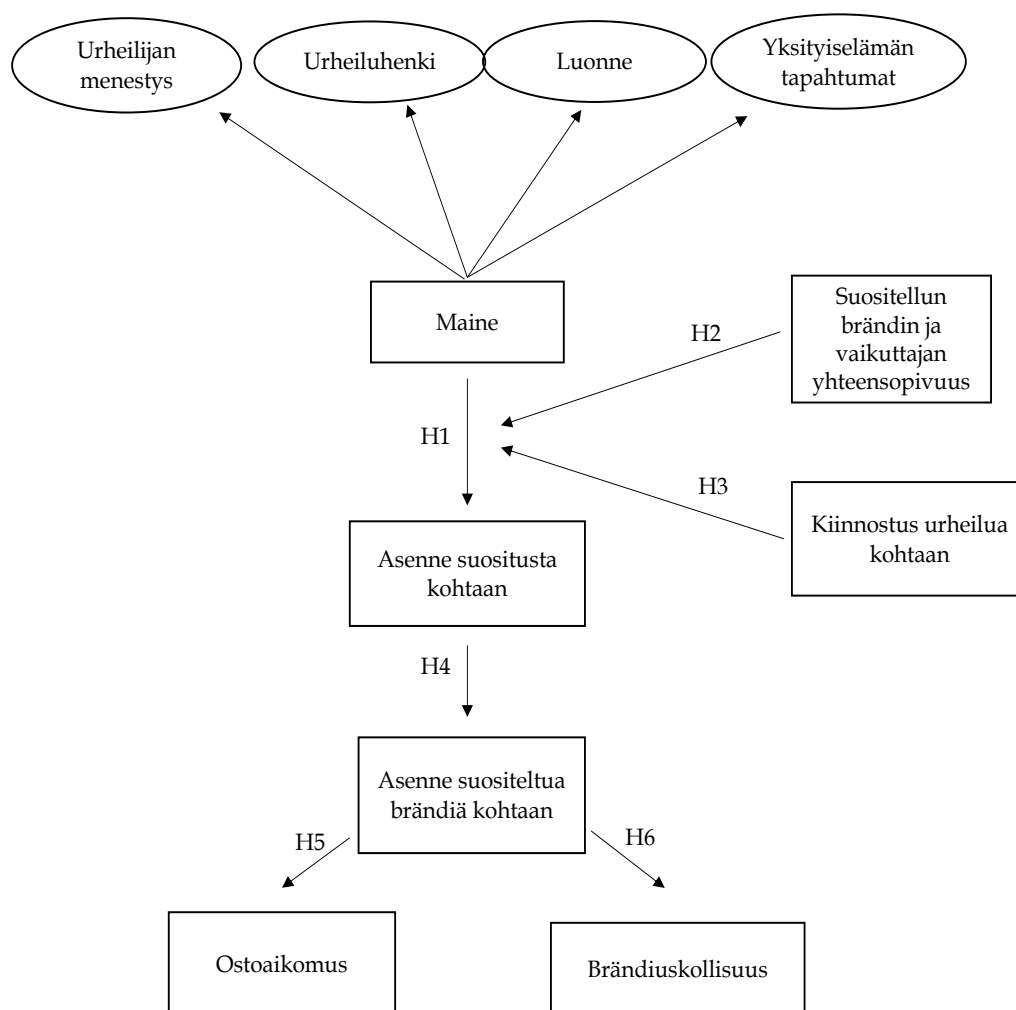 Urheilijan
menestys
Urheiluhenki
Luonne
Yksityiselämän
tapahtumat
Maine
Suositellun
brändin ja
vaikuttajan
yhteensopivuus
H2
H1
H3
Kiinnostus urheilua
kohtaan
Asenne suositusta
kohtaan
H4
Asenne suositeltua
brändiä kohtaan
H5
H6
Ostoaikomus
Brändiuskollisuus